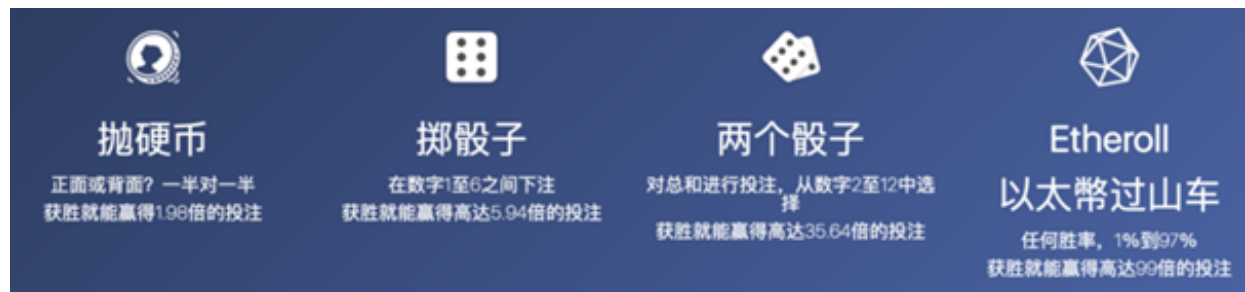 抛硬币
正面或背面？一半对一半
获胜就能赢得1.98倍的投注
掷骰子
在数字1至6之间下注
获胜就能赢得高达5.94倍的投注
两个骰子
对总和进行投注，从数字2至12中选
择
获胜就能赢得高达35.64倍的投注
Etheroll
以太幣过山车
任何胜率，1%到97%
获胜就能赢得高达99倍的投注